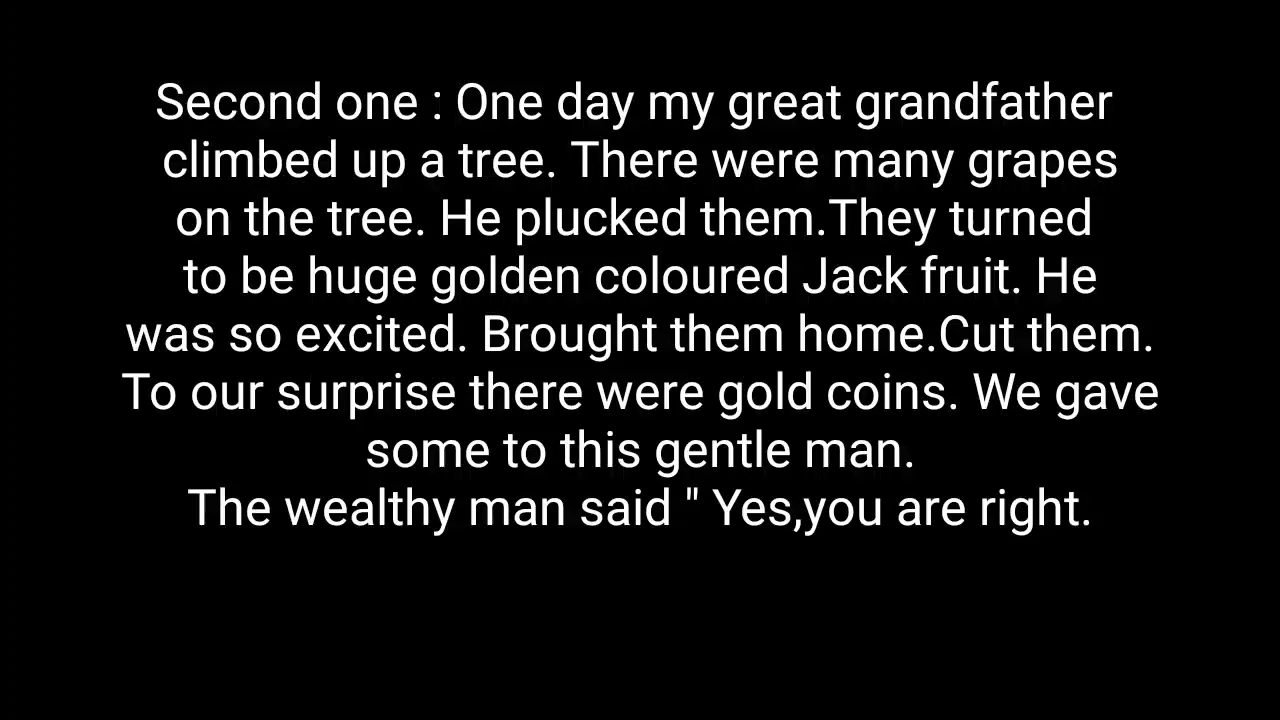 Second one : One day my great grandfather
climbed up a tree. There were many grapes
on the tree. He plucked them.They turned
to be huge golden coloured Jack fruit. He
was so excited. Brought them home.Cut them.
To our surprise there were gold coins. We gave
some to this gentle man.
The wealthy man said " Yes,you are right.